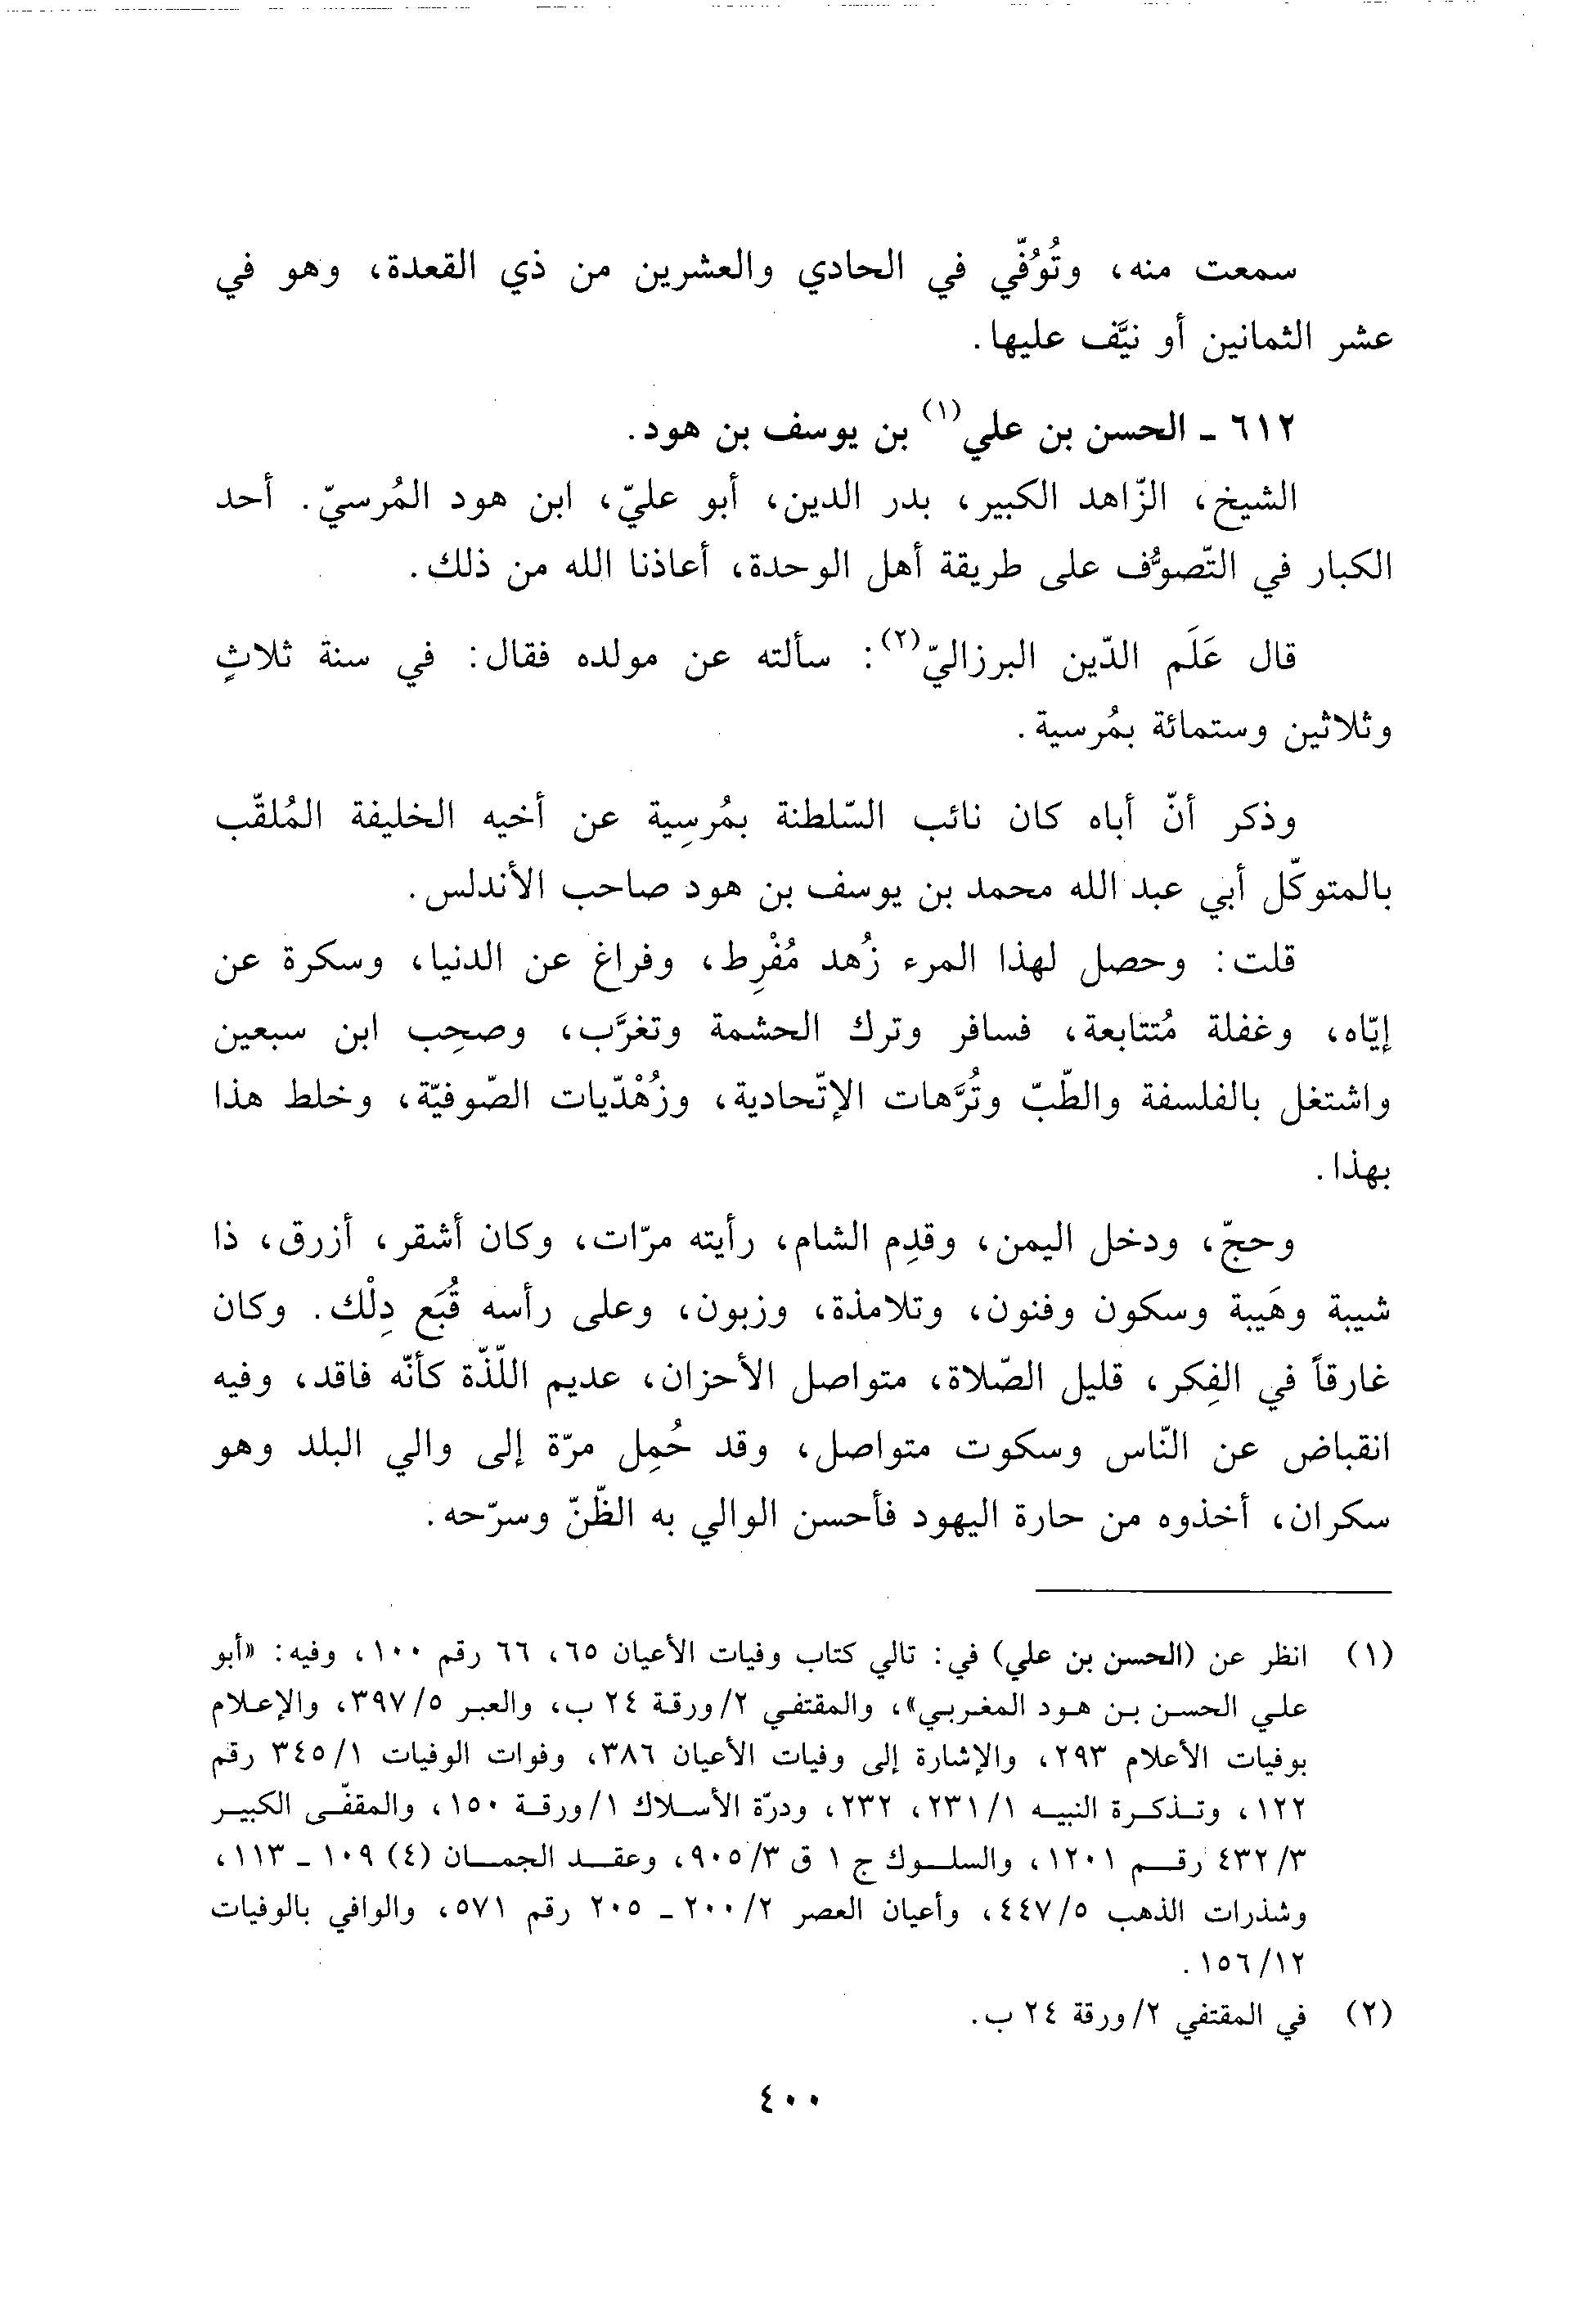 سمعت منه، وتُوُفّي في الحادي والعشرين من ذي القعدة، وهو في
عشر الثمانين أو نيَّف عليها.
٦١٢ ـ الحسن بن علي(١) بن يوسف بن هود.
الشيخ، الزّاهد الكبير، بدر الدين، أبو عليّ، ابن هود المُرسيّ. أحد
الكبار في التّصوُّف على طريقة أهل الوحدة، أعاذنا الله من ذلك.
قال عَلَم الدّين البرزاليّ(٢): سألته عن مولده فقال: في سنة ثلاثٍ
وثلاثين وستمائة بمُرسية.
وذكر أنّ أباه كان نائب السّلطنة بمُرسِية عن أخيه الخليفة المُلقّب
بالمتوكّل أبي عبد الله محمد بن يوسف بن هود صاحب الأندلس.
قلت: وحصل لهذا المرء زُهد مُفْرِط، وفراغ عن الدنيا، وسكرة عن
إيّاه، وغفلة مُتتابعة، فسافر وترك الحشمة وتغرَّب، وصحِب ابن سبعين
واشتغل بالفلسفة والطّبّ وتُرَّهات الإتّحادية، وزُهْدّيات الصّوفيّة، وخلط هذا
بهذا.
وحجّ، ودخل اليمن، وقدِم الشام، رأيته مرّات، وكان أشقر، أزرق، ذا
شيبة وهَيبة وسكون وفنون، وتلامذة، وزبون، وعلى رأسه قُبَع دِلْك. وكان
غارقاً في الفِكر، قليل الصّلاة، متواصل الأحزان، عديم اللّذّة كأنّه فاقد، وفيه
انقباض عن النّاس وسكوت متواصل، وقد حُمِل مرّة إلى والي البلد وهو
سكران، أخذوه من حارة اليهود فأحسن الوالي به الظّنّ وسرّحه.
(١) انظر عن (الحسن بن علي) في: تالي كتاب وفيات الأعيان ٦٥، ٦٦ رقم ١٠٠، وفيه: «أبو
علي الحسن بن هود المغربي»، والمقتفي ٢/ورقة ٢٤ ب، والعبر ٣٩٧/٥، والإعلام
بوفيات الأعلام ٢٩٣، والإشارة إلى وفيات الأعيان ٣٨٦، وفوات الوفيات ٣٤٥/١ رقم
١٢٢، وتذكرة النبيه ٢٣١/١، ٢٣٢، ودرّة الأسلاك ١/ورقة ١٥٠، والمقفّى الكبير
٤٣٢/٣ رقم ١٢٠١، والسلوك ج ١ ق ٩٠٥/٣، وعقد الجمان (٤) ١٠٩ ـ ١١٣،
وشذرات الذهب ٤٤٧/٥، وأعيان العصر ٢٠٠/٢ ـ ٢٠٥ رقم ٥٧١، والوافي بالوفيات
١٥٦/١٢.
(٢) في المقتفي ٢/ورقة ٢٤ ب.
٤٠٠